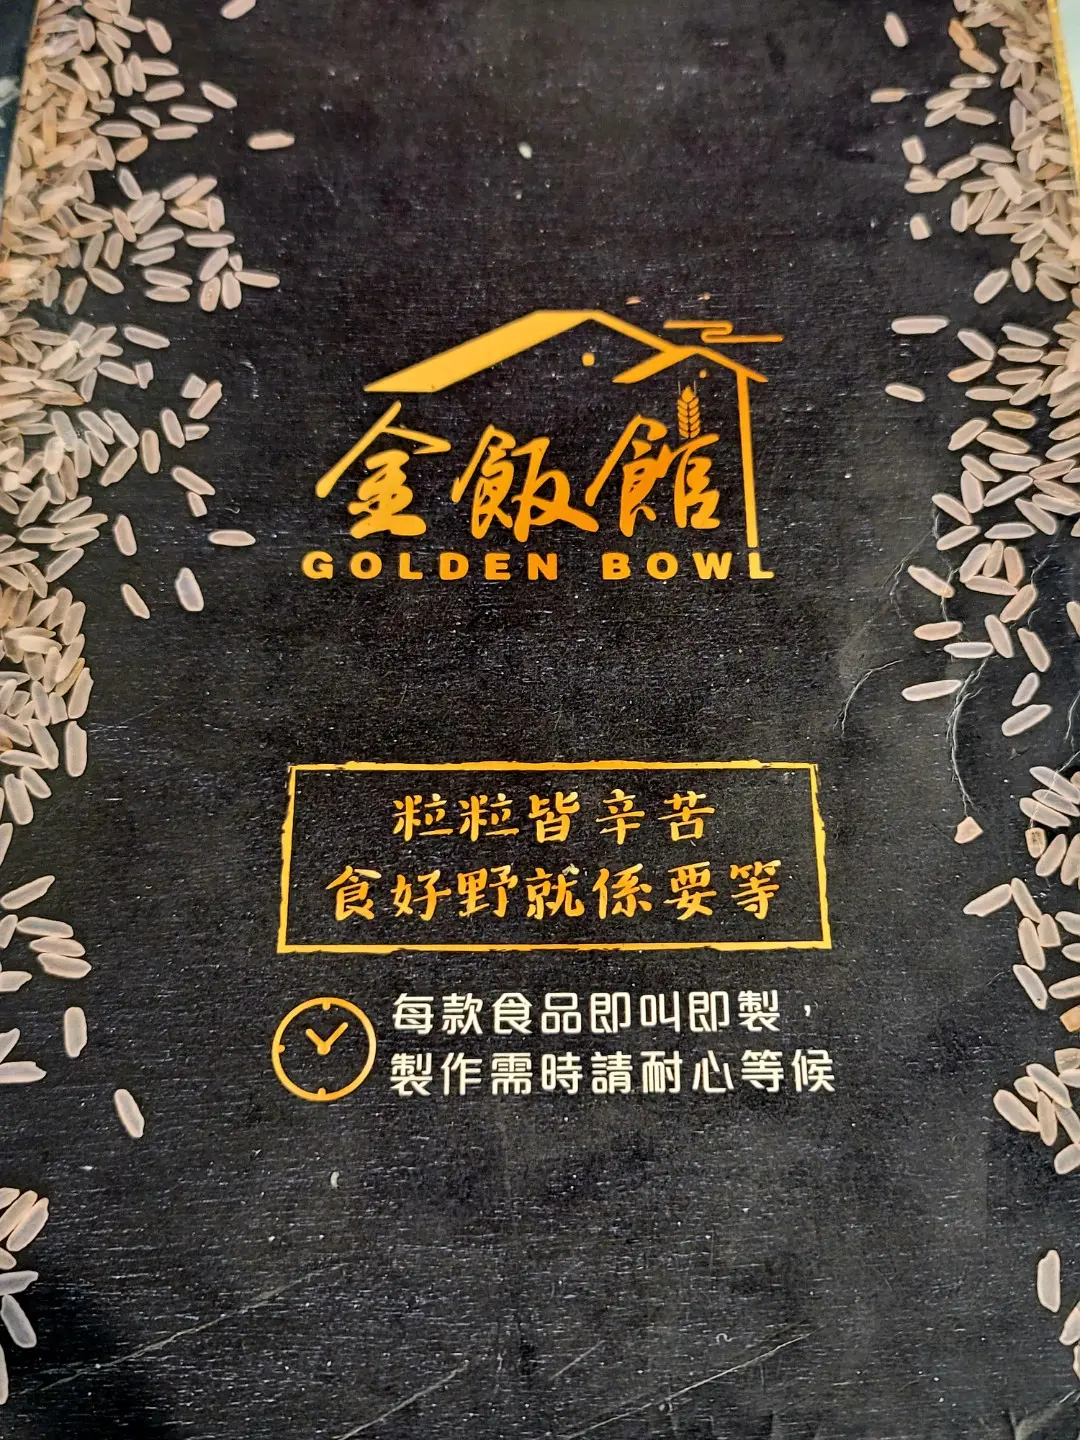 金飯館
GOLDEN BOWL
粒粒皆辛苦
食好野就係要等
每款食品即叫即製，
製作需時請耐心等候